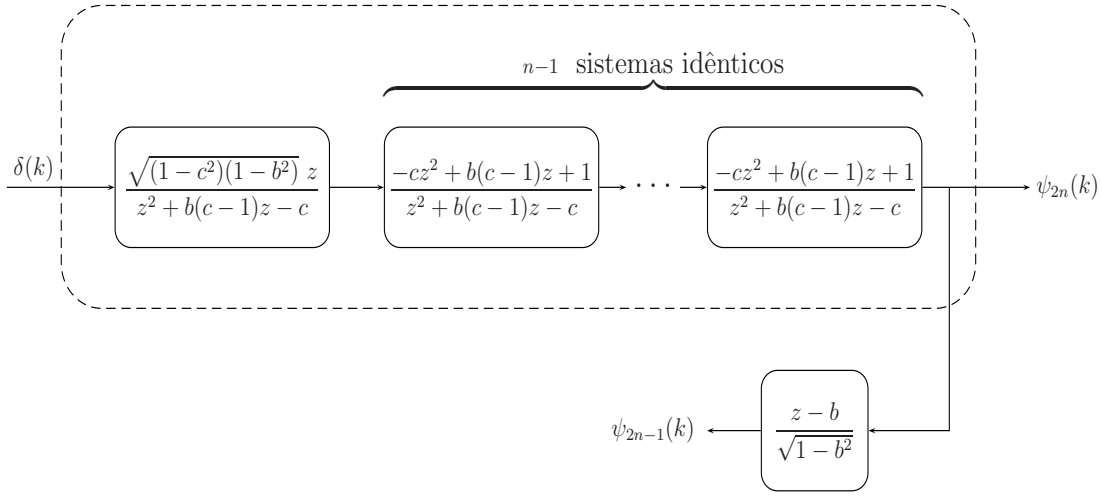 n−1 sistemas idênticos
δ(k)
√((1 − c²)(1 − b²)) z
z² + b(c − 1)z − c
−cz² + b(c − 1)z + 1
z² + b(c − 1)z − c
· · ·
−cz² + b(c − 1)z + 1
z² + b(c − 1)z − c
ψ₂ₙ(k)
ψ₂ₙ₋₁(k)
z − b
√(1 − b²)